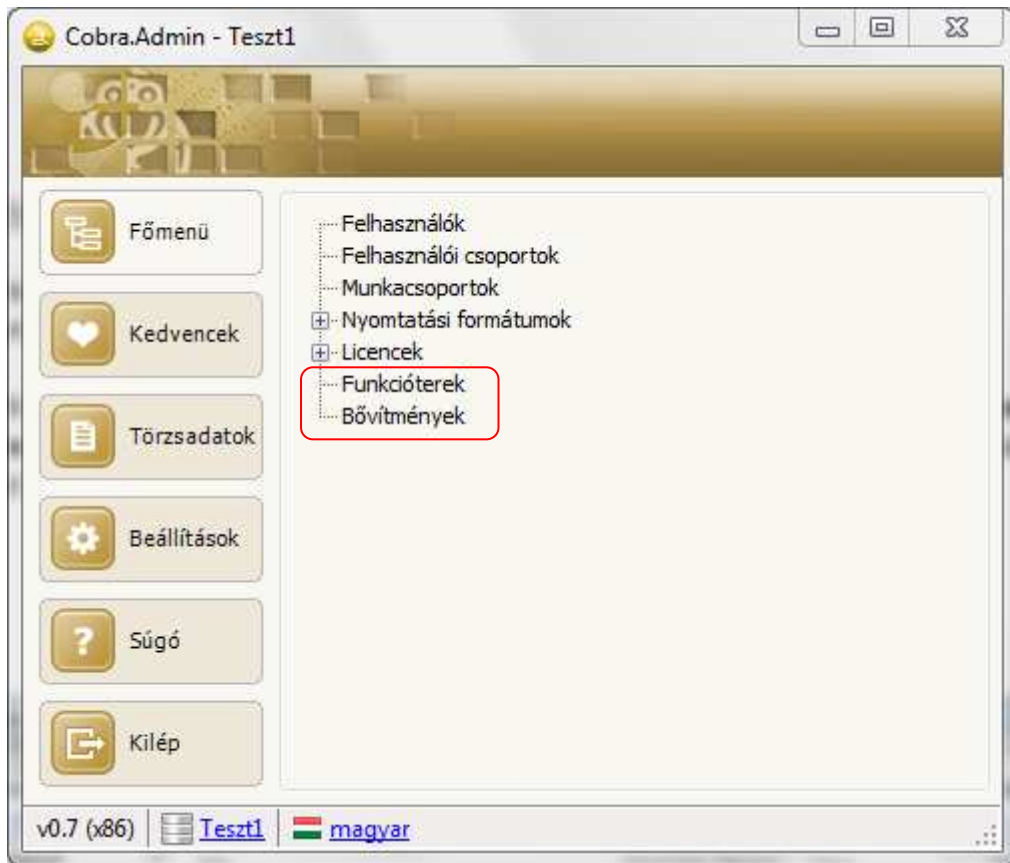 Cobra.Admin - Teszt1
Főmenü
Kedvencek
Törzsadatok
Beállítások
Súgó
Kilép
Felhasználók
Felhasználói csoportok
Munkacsoportok
Nyomtatási formátumok
Licencek
Funkcióterek
Bővítmények
v0.7 (x86) Teszt1 magyar